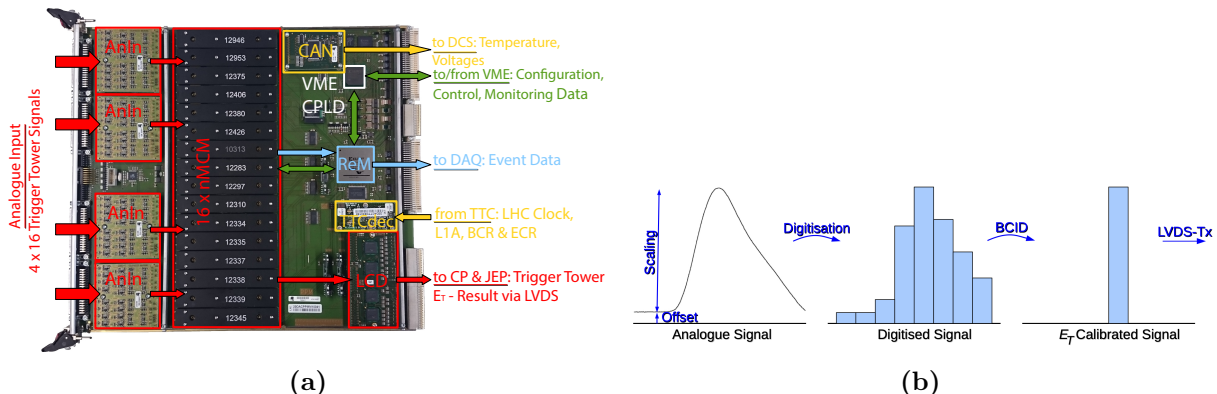 Analogue Input
4 x 16 Trigger Tower Signals
AnIn
AnIn
AnIn
AnIn
16 x nMCM
12946
12953
12375
12406
12380
12426
10313
12283
12297
12310
12334
12335
12337
12338
12339
12345
CAN
VME
CPLD
ReM
TTCdec
LCD
to DCS: Temperature,
Voltages
to/from VME: Configuration,
Control, Monitoring Data
to DAQ: Event Data
from TTC: LHC Clock,
L1A, BCR & ECR
to CP & JEP: Trigger Tower
ET - Result via LVDS
(a)
Scaling
Offset
Analogue Signal
Digitisation
Digitised Signal
BCID
ET Calibrated Signal
LVDS-Tx
(b)